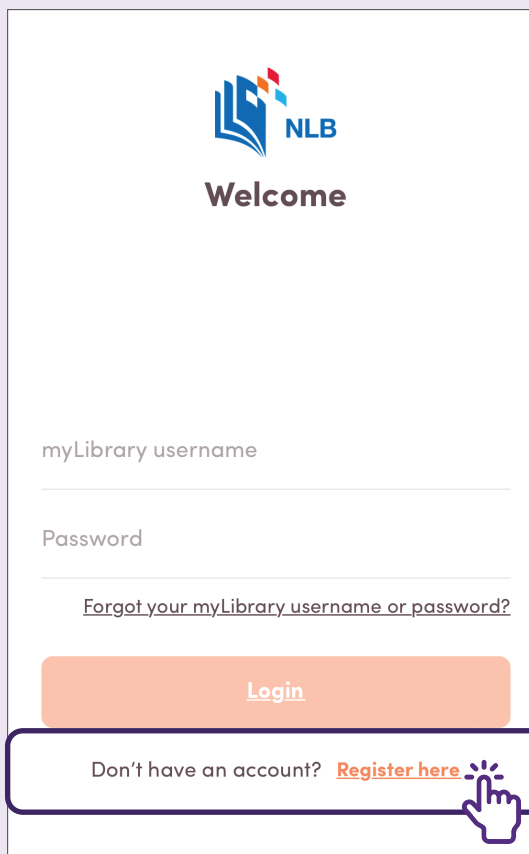 NLB
Welcome
myLibrary username
Password
Forgot your myLibrary username or password?
Login
Don't have an account? Register here